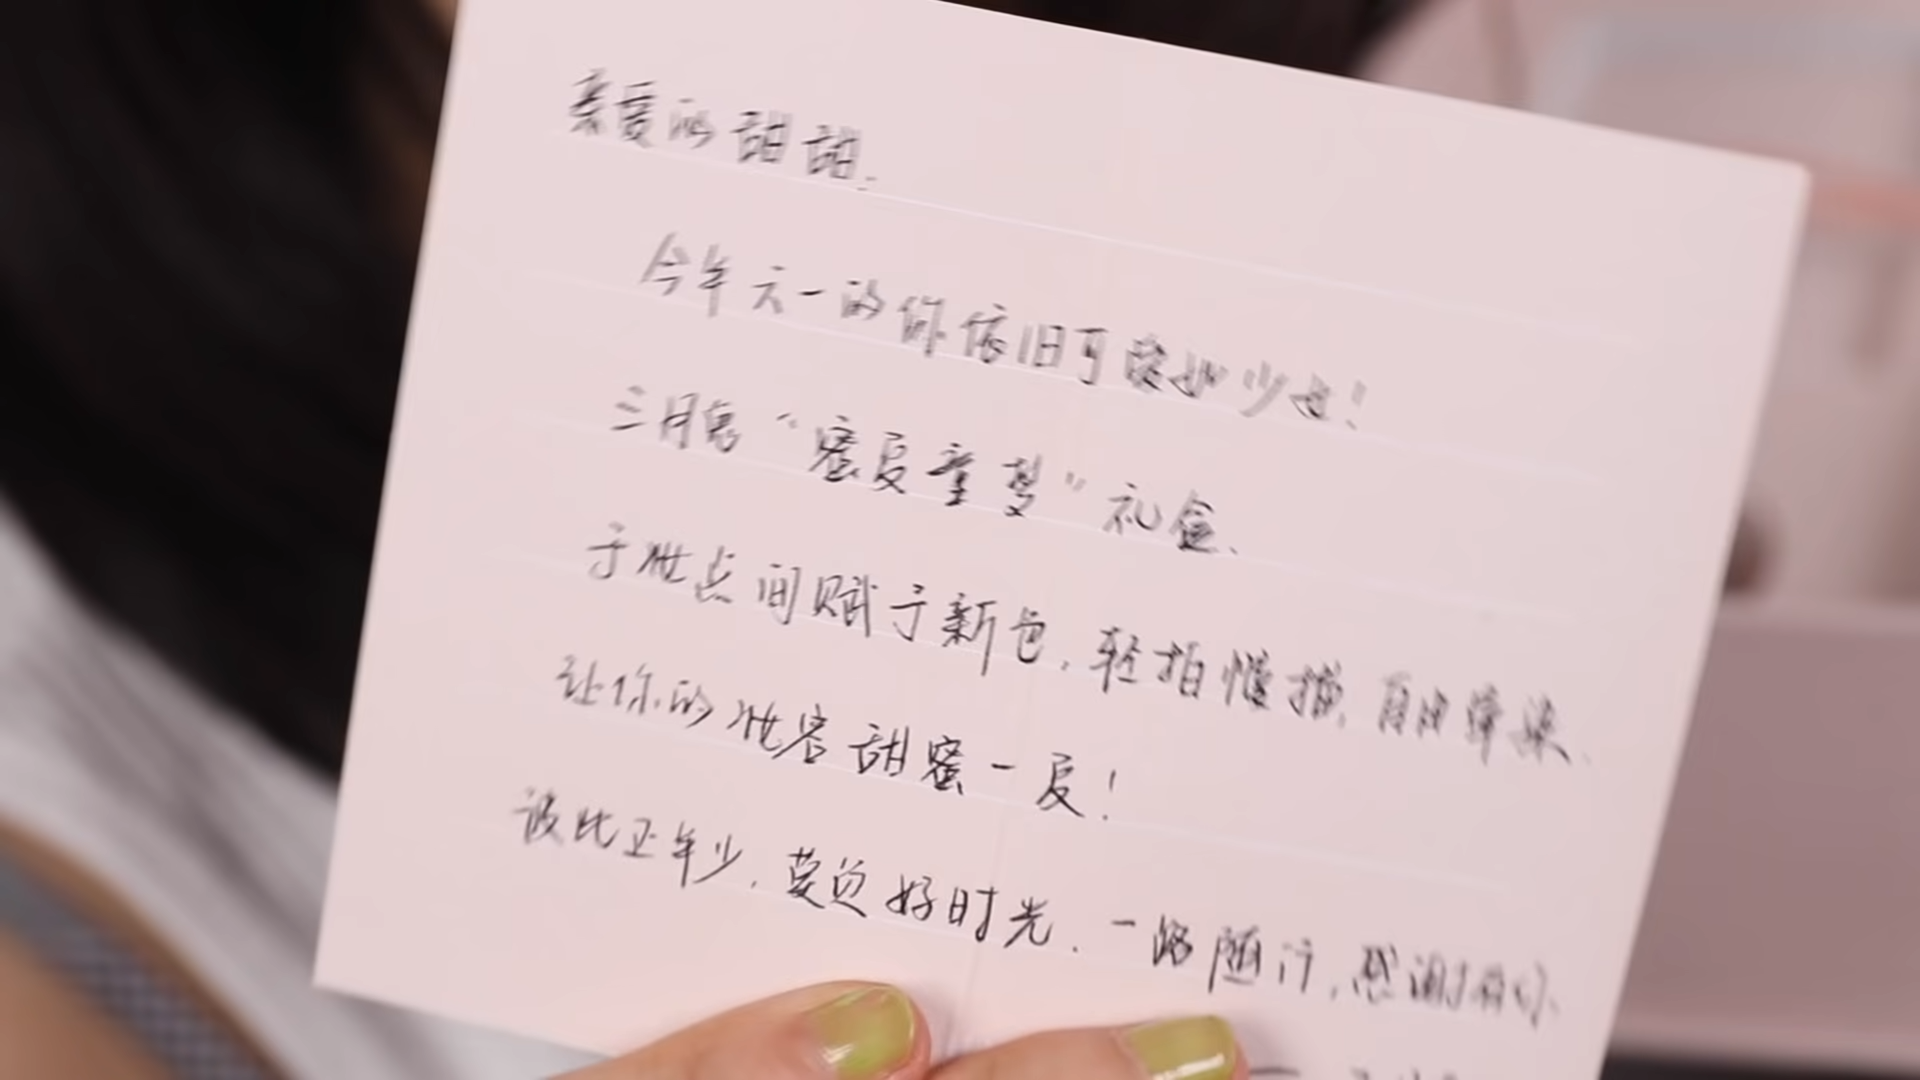 亲爱的甜甜：
今年六一的你依旧可爱如少女！
三月兔“蜜夏童梦”礼盒、
于妆点间赋予新色，轻拍慢描，自由晕染、
让你的妆容甜蜜一夏！
彼此正年少，莫负好时光．一路随行，感谢有你、